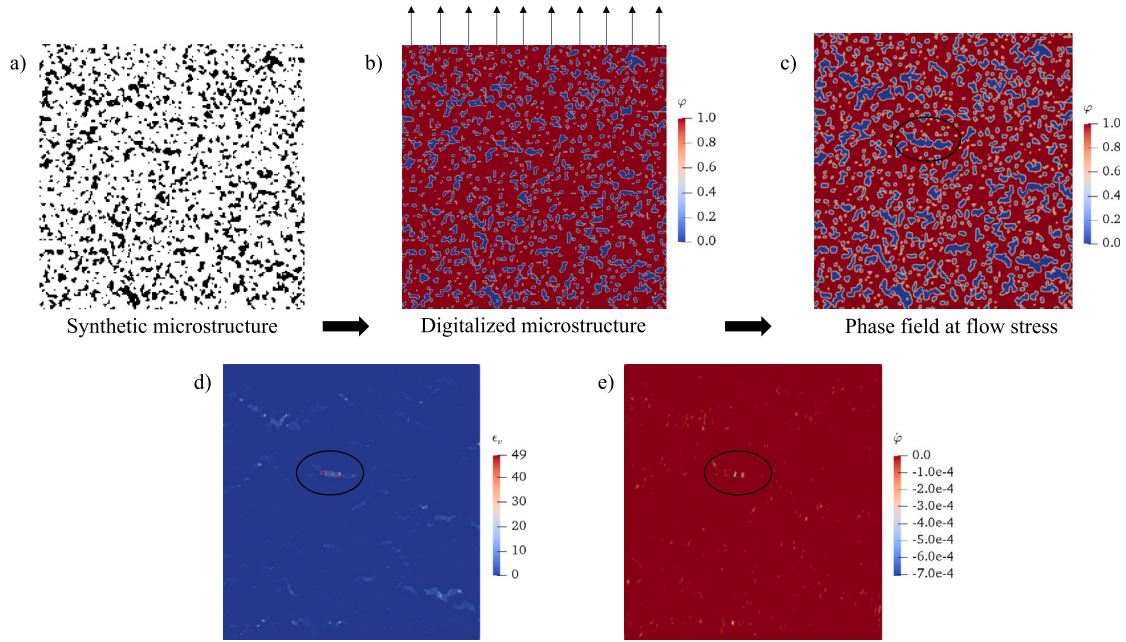 a)
b)
c)
φ
1.0
0.8
0.6
0.4
0.2
0.0
φ
1.0
0.8
0.6
0.4
0.2
0.0
Synthetic microstructure
Digitalized microstructure
Phase field at flow stress
d)
e)
ϵᵥ
49
40
30
20
10
0
φ̇
0.0
-1.0e-4
-2.0e-4
-3.0e-4
-4.0e-4
-5.0e-4
-6.0e-4
-7.0e-4